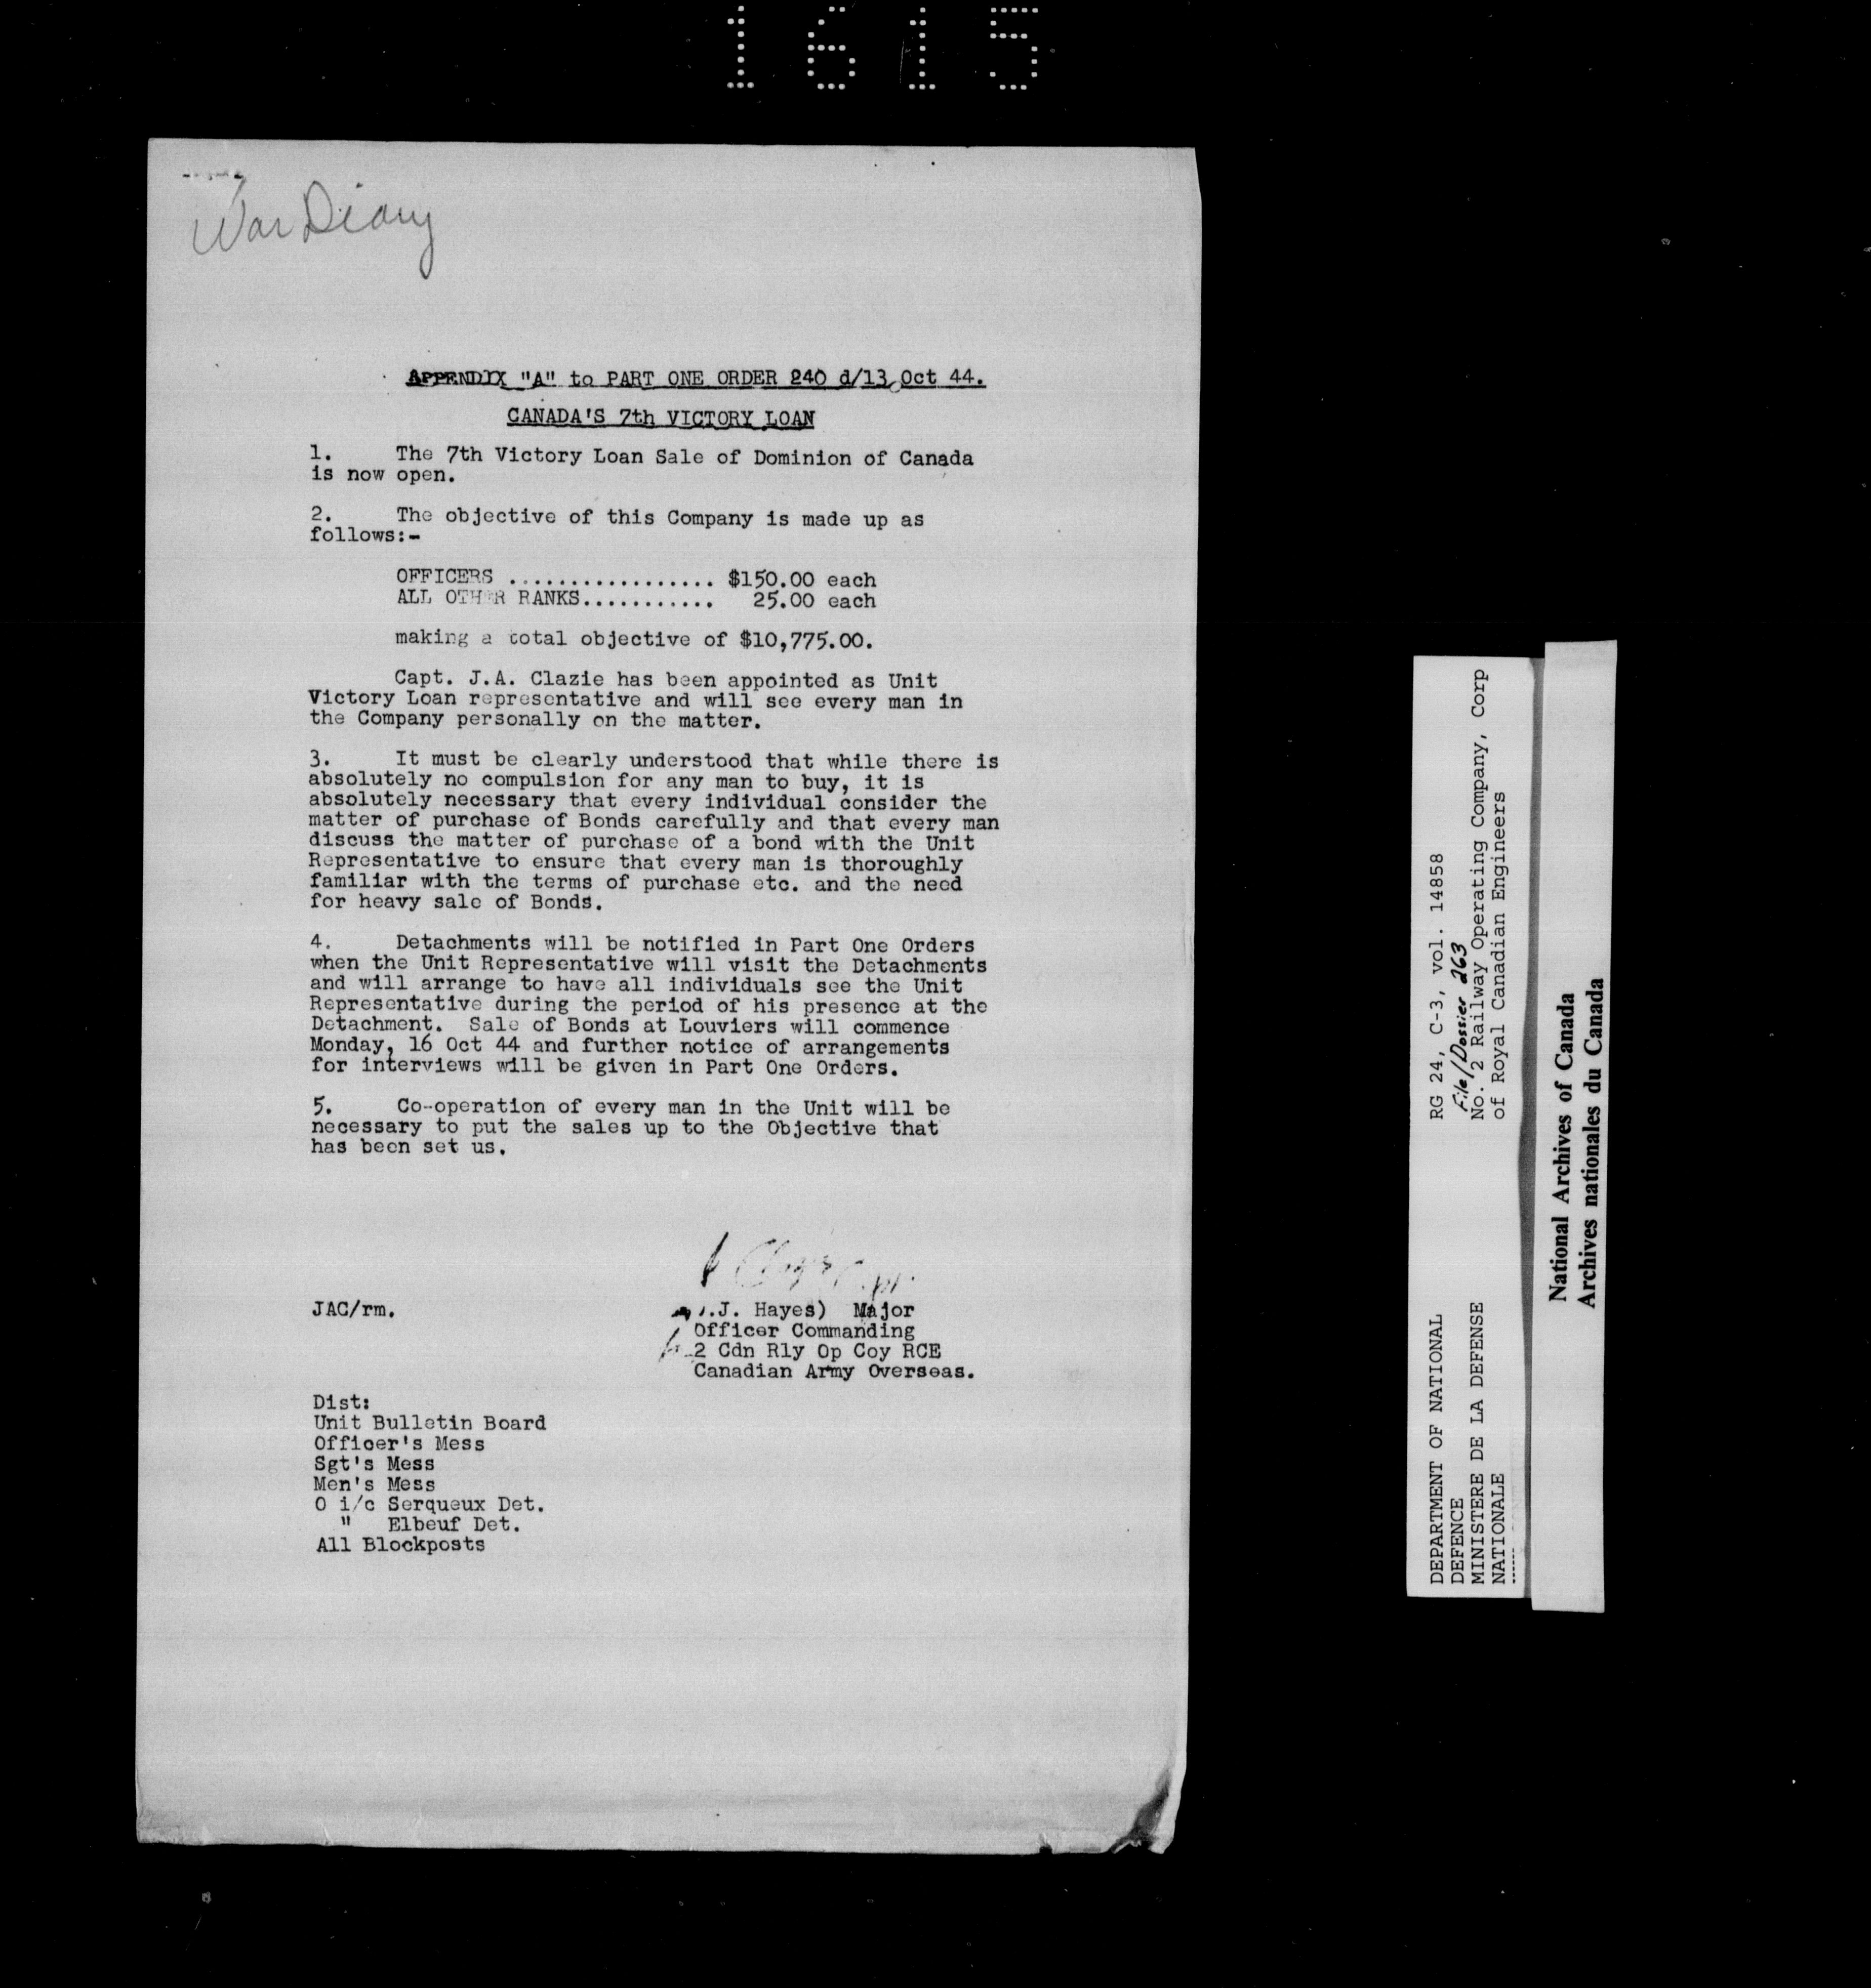 1615
War Diary
APPENDIX "A" to PART ONE ORDER 240 d/13 Oct 44.
CANADA'S 7th VICTORY LOAN
1. The 7th Victory Loan Sale of Dominion of Canada
is now open.
2. The objective of this Company is made up as
follows:-
OFFICERS ................. $150.00 each
ALL OTHER RANKS........... 25.00 each
making a total objective of $10,775.00.
Capt. J.A. Clazie has been appointed as Unit
Victory Loan representative and will see every man in
the Company personally on the matter.
3. It must be clearly understood that while there is
absolutely no compulsion for any man to buy, it is
absolutely necessary that every individual consider the
matter of purchase of Bonds carefully and that every man
discuss the matter of purchase of a bond with the Unit
Representative to ensure that every man is thoroughly
familiar with the terms of purchase etc. and the need
for heavy sale of Bonds.
4. Detachments will be notified in Part One Orders
when the Unit Representative will visit the Detachments
and will arrange to have all individuals see the Unit
Representative during the period of his presence at the
Detachment. Sale of Bonds at Louviers will commence
Monday, 16 Oct 44 and further notice of arrangements
for interviews will be given in Part One Orders.
5. Co-operation of every man in the Unit will be
necessary to put the sales up to the Objective that
has been set us.
JAC/rm.
.J. Hayes) Major
Officer Commanding
2 Cdn Rly Op Coy RCE
Canadian Army Overseas.
Dist:
Unit Bulletin Board
Officer's Mess
Sgt's Mess
Men's Mess
O i/c Serqueux Det.
" Elbeuf Det.
All Blockposts
DEPARTMENT OF NATIONAL
DEFENCE
MINISTERE DE LA DEFENSE
NATIONALE
RG 24, C-3, vol. 14858
File/Dossier 263
No. 2 Railway Operating Company, Corp
of Royal Canadian Engineers
National Archives of Canada
Archives nationales du Canada